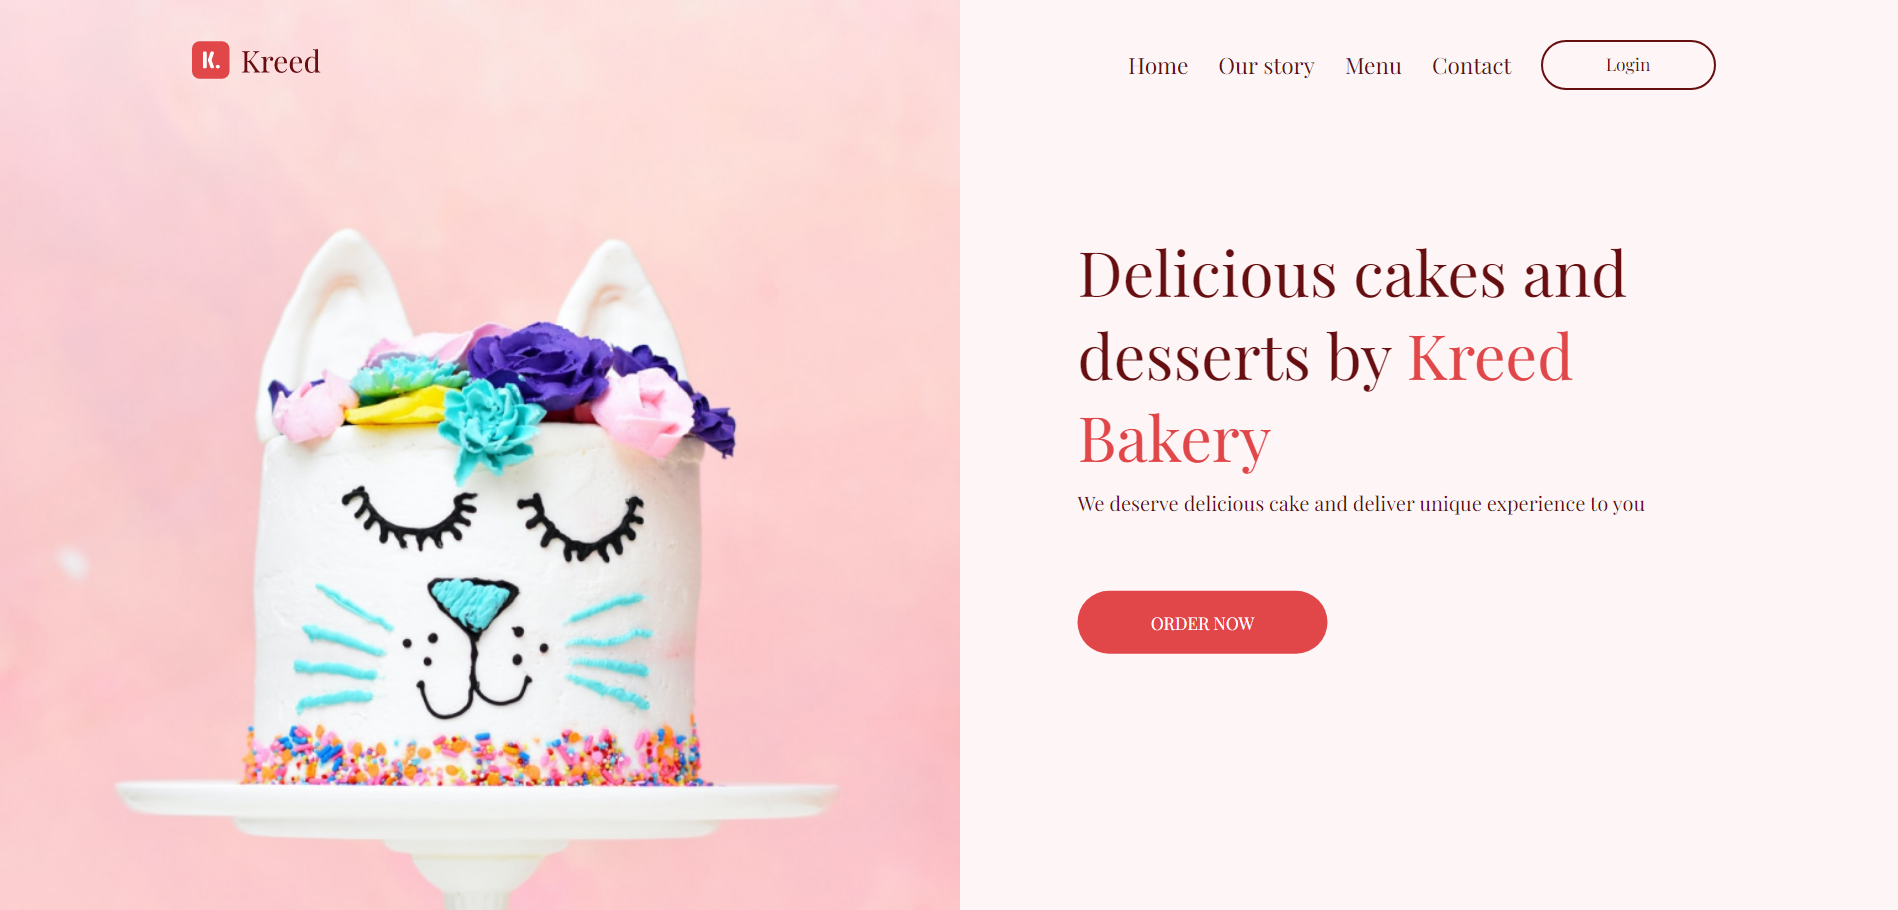 K. Kreed
Home Our story Menu Contact Login
Delicious cakes and
desserts by Kreed
Bakery
We deserve delicious cake and deliver unique experience to you
ORDER NOW